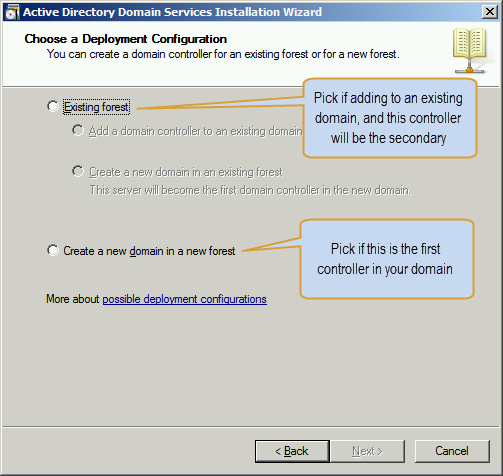 Active Directory Domain Services Installation Wizard
Choose a Deployment Configuration
You can create a domain controller for an existing forest or for a new forest.
Existing forest
Pick if adding to an existing
domain, and this controller
will be the secondary
Add a domain controller to an existing domain
Create a new domain in an existing forest
This server will become the first domain controller in the new domain.
Create a new domain in a new forest
Pick if this is the first
controller in your domain
More about possible deployment configurations
< Back
Next >
Cancel